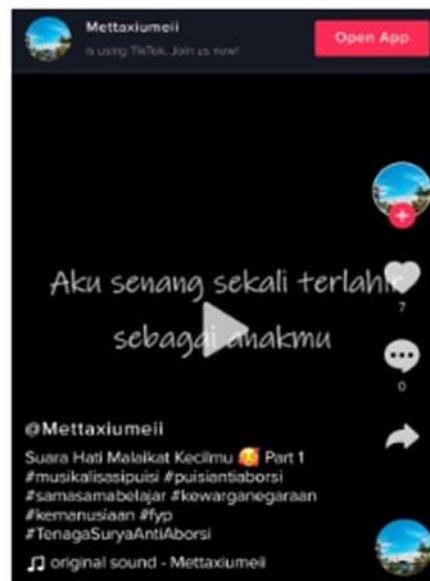 Mettaxiumeii
is using TikTok. Join us now!
Open App
Aku senang sekali terlahir
sebagai anakmu
7
0
@Mettaxiumeii
Suara Hati Malaikat Kecilmu 🥰 Part 1
#musikalisasipuisi #puisiantiaborsi
#samasamabelajar #kewarganegaraan
#kemanusiaan #fyp
#TenagaSuryaAntiAborsi
original sound - Mettaxiumeii